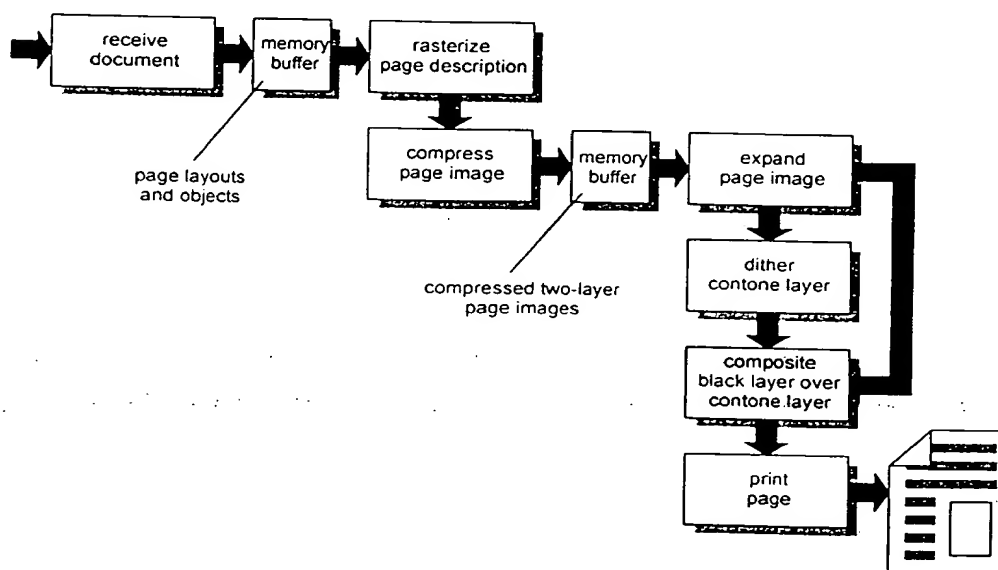 receive
document
memory
buffer
rasterize
page description
page layouts
and objects
compress
page image
memory
buffer
expand
page image
compressed two-layer
page images
dither
contone layer
composite
black layer over
contone layer
print
page